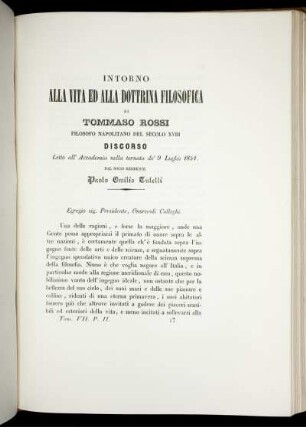 INTORNO
ALLA VITA ED ALLA DOTTRINA FILOSOFICA
DI
TOMMASO ROSSI
FILOSOFO NAPOLITANO DEL SECOLO XVIII
DISCORSO
Letto all' Accademia nella tornata de' 9 Luglio 1854
DAL SOCIO RESIDENTE
Paolo Emilio Tulelli
Egregio sig. Presidente, Onorevoli Colleghi.
Una delle ragioni, e forse la maggiore, onde una
Gente possa appropriarsi il primato di onore sopra le al-
tre nazioni, è certamente quella ch'è fondata sopra l'in-
gegno fonte delle arti e delle scienze, e segnatamente sopra
l'ingegno speculativo unico creatore della scienza suprema
della filosofia. Niuno è che voglia negare all'Italia, e in
particolar modo alla regione meridionale di essa, questo no-
bilissimo vanto dell'ingegno ideale, non ostante che per la
bellezza del suo cielo, dei suoi mari e delle sue pianure e
colline, ridenti di una eterna primavera, i suoi abitatori
fossero più che altrove invitati a godere dei piaceri sensi-
bili ed esteriori della vita, e meno incitati a sollevarsi alla
Tom. VII. P. II. 17